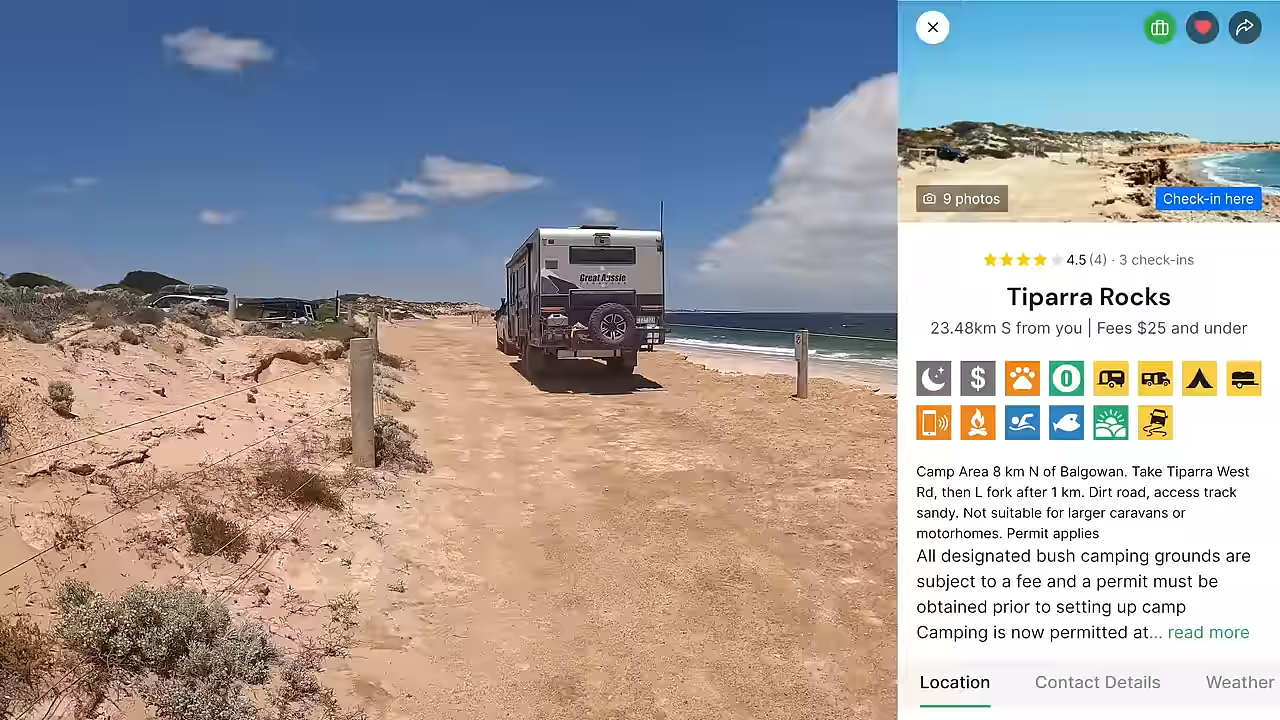 Great Aussie
9 photos
Check-in here
4.5 (4) · 3 check-ins
Tiparra Rocks
23.48km S from you | Fees $25 and under
$
Camp Area 8 km N of Balgowan. Take Tiparra West
Rd, then L fork after 1 km. Dirt road, access track
sandy. Not suitable for larger caravans or
motorhomes. Permit applies
All designated bush camping grounds are
subject to a fee and a permit must be
obtained prior to setting up camp
Camping is now permitted at... read more
Location
Contact Details
Weather